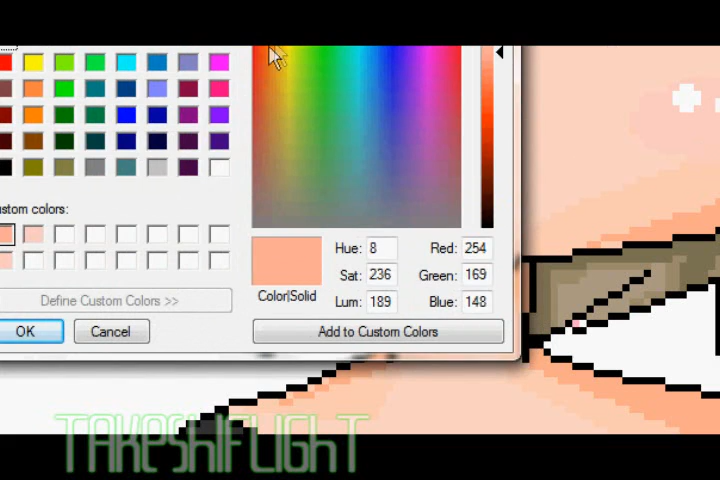 ustom colors:
Define Custom Colors >>
OK
Cancel
Color|Solid
Hue: 8
Sat: 236
Lum: 189
Red: 254
Green: 169
Blue: 148
Add to Custom Colors
TAKESHIFLIGHT